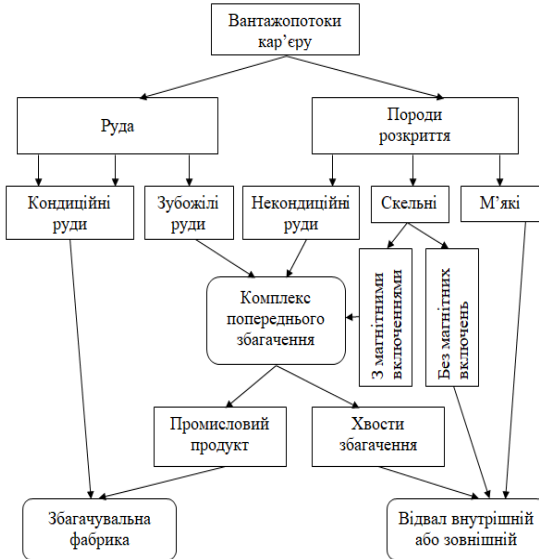 Вантажопотоки
кар’єру
Руда
Породи
розкриття
Кондиційні
руди
Зубожілі
руди
Некондиційні
руди
Скельні
М’які
Комплекс
попереднього
збагачення
З магнітними
включеннями
Без магнітних
включень
Промисловий
продукт
Хвости
збагачення
Збагачувальна
фабрика
Відвал внутрішній
або зовнішній